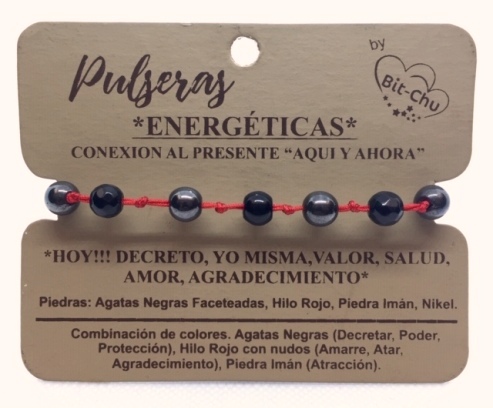 by
Bit-Chu
Pulseras
*ENERGÉTICAS*
CONEXION AL PRESENTE “AQUI Y AHORA”
*HOY!!! DECRETO, YO MISMA,VALOR, SALUD,
AMOR, AGRADECIMIENTO*
Piedras: Agatas Negras Faceteadas, Hilo Rojo, Piedra Imán, Nikel.
Combinación de colores. Agatas Negras (Decretar, Poder,
Protección), Hilo Rojo con nudos (Amarre, Atar,
Agradecimiento), Piedra Imán (Atracción).